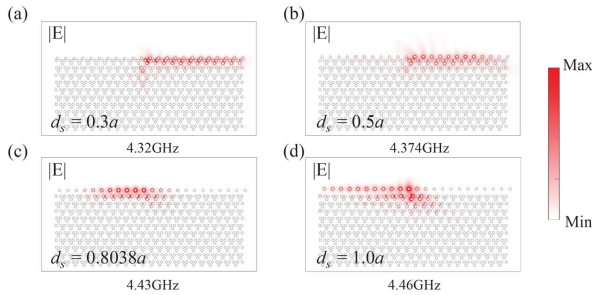 (a)
|E|
d_s = 0.3a
4.32GHz
(b)
|E|
d_s = 0.5a
4.374GHz
(c)
|E|
d_s = 0.8038a
4.43GHz
(d)
|E|
d_s = 1.0a
4.46GHz
Max
Min